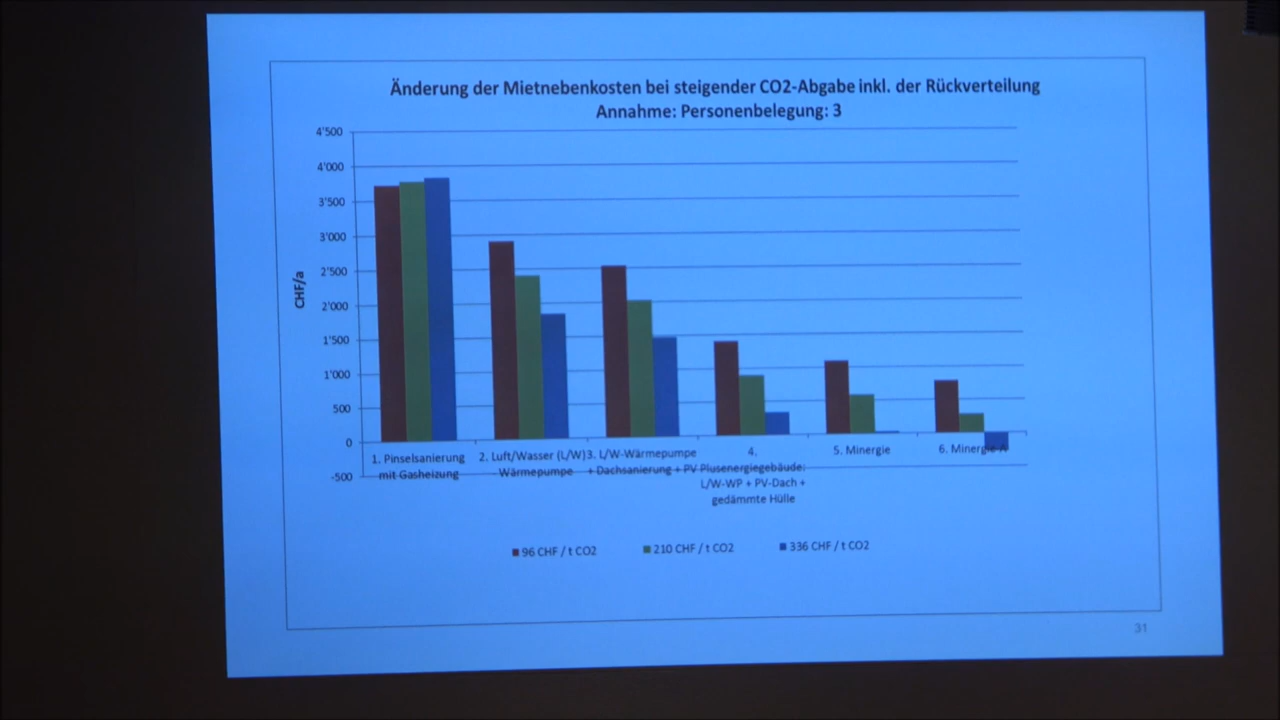 Änderung der Mietnebenkosten bei steigender CO2-Abgabe inkl. der Rückverteilung
Annahme: Personenbelegung: 3
4'500
4'000
3'500
3'000
2'500
2'000
1'500
1'000
500
0
-500
CHF/a
1. Pinselsanierung
mit Gasheizung
2. Luft/Wasser (L/W)
Wärmepumpe
3. L/W-Wärmepumpe
+ Dachsanierung + PV
4.
Plusenergiegebäude:
L/W-WP + PV-Dach +
gedämmte Hülle
5. Minergie
6. Minergie A
96 CHF / t CO2
210 CHF / t CO2
336 CHF / t CO2
31